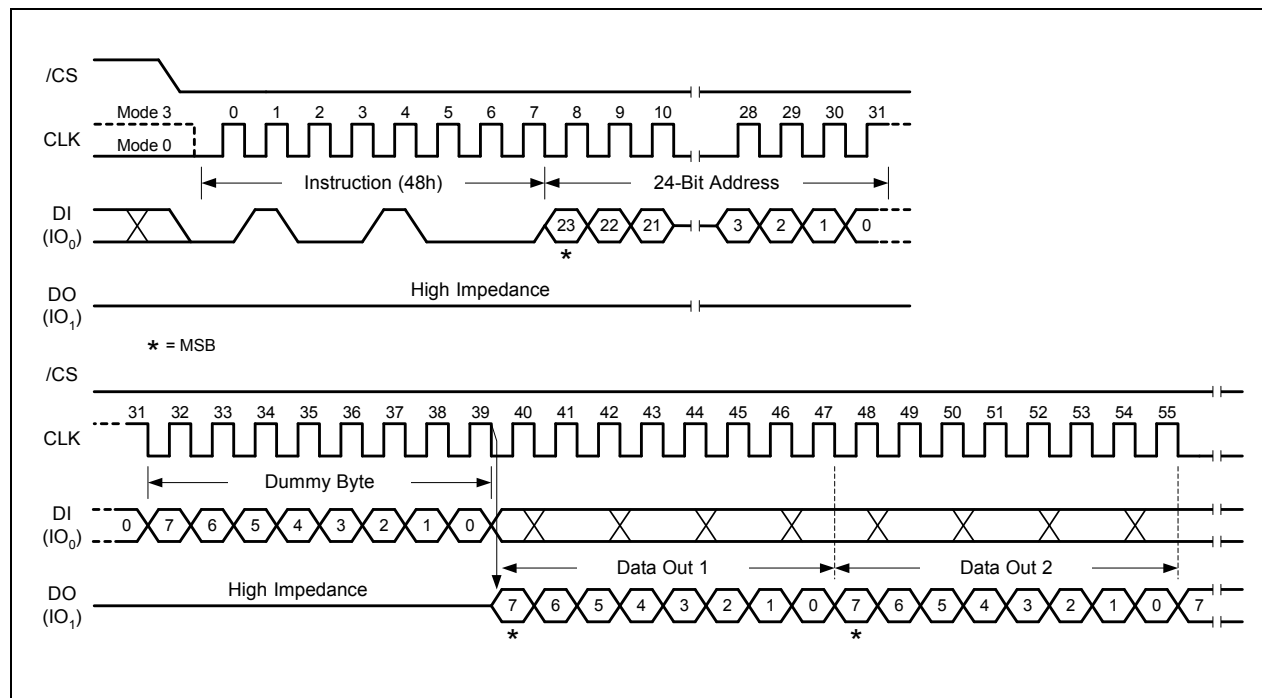 /CS
Mode 3 0 1 2 3 4 5 6 7 8 9 10 28 29 30 31
CLK
Mode 0
Instruction (48h) 24-Bit Address
DI
(IO0) 23 22 21 3 2 1 0
*
High Impedance
DO
(IO1)
* = MSB
/CS
31 32 33 34 35 36 37 38 39 40 41 42 43 44 45 46 47 48 49 50 51 52 53 54 55
CLK
Dummy Byte
DI
(IO0) 0 7 6 5 4 3 2 1 0
Data Out 1 Data Out 2
High Impedance
DO
(IO1) 7 6 5 4 3 2 1 0 7 6 5 4 3 2 1 0 7
* *